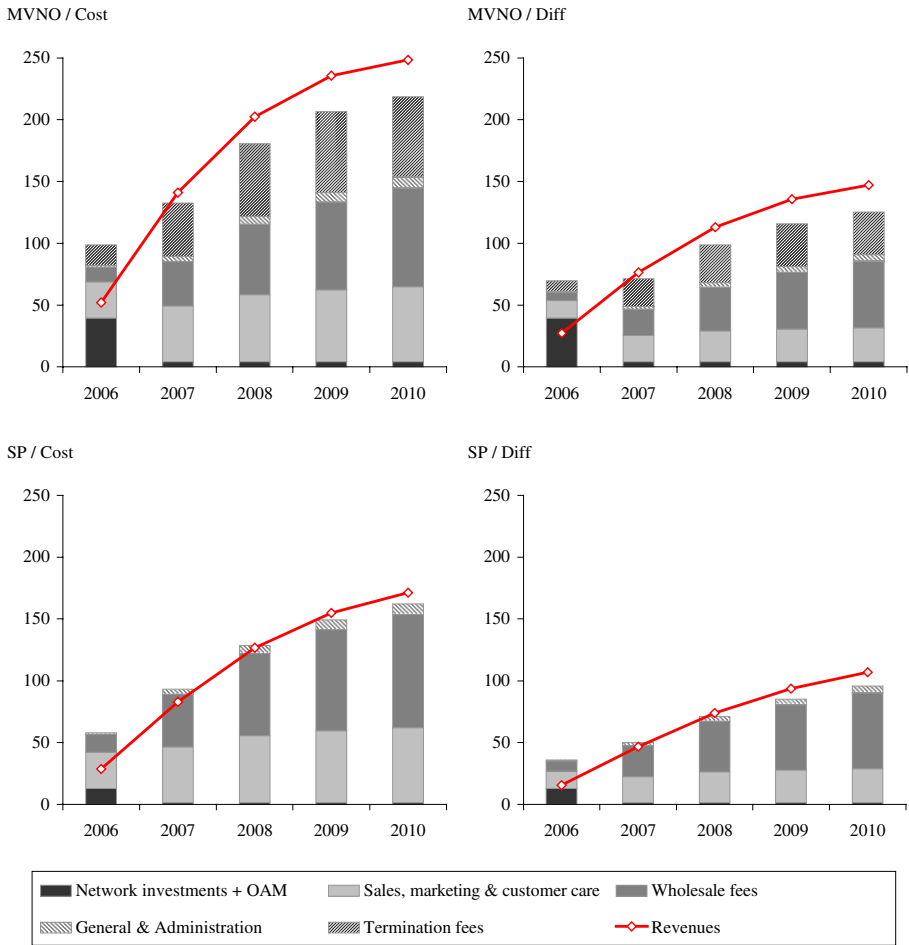 MVNO / Cost
250
200
150
100
50
0
2006 2007 2008 2009 2010
MVNO / Diff
250
200
150
100
50
0
2006 2007 2008 2009 2010
SP / Cost
250
200
150
100
50
0
2006 2007 2008 2009 2010
SP / Diff
250
200
150
100
50
0
2006 2007 2008 2009 2010
Network investments + OAM Sales, marketing & customer care Wholesale fees
General & Administration Termination fees Revenues